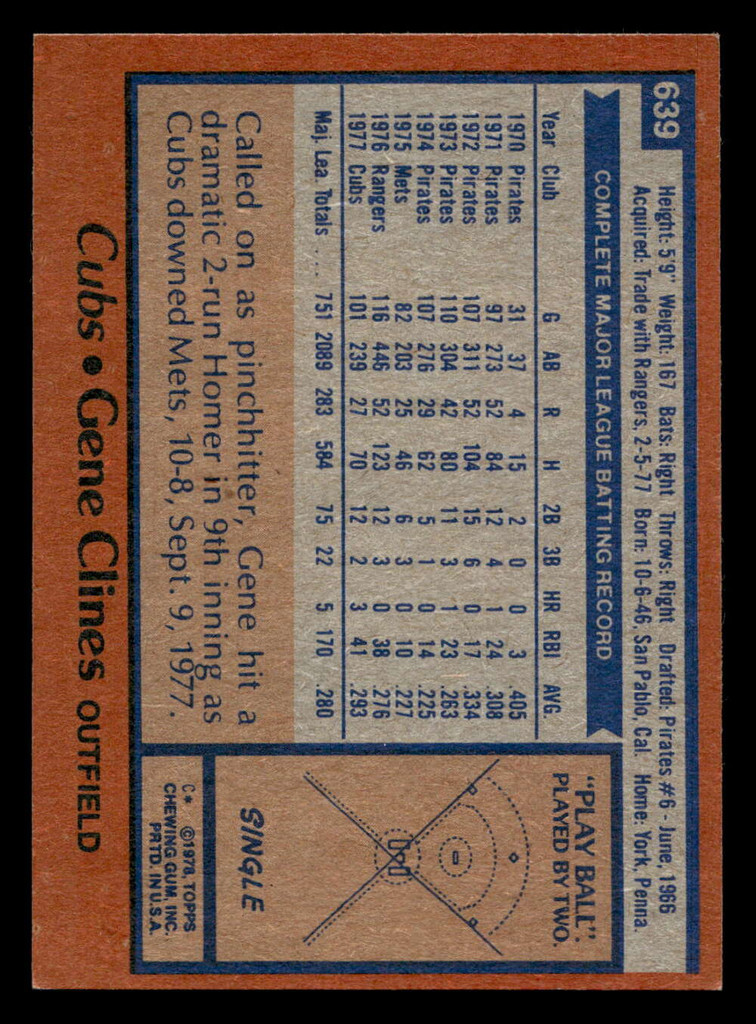 639
Height: 5'9" Weight: 167 Bats: Right Throws: Right Drafted: Pirates #6 - June, 1966
Acquired: Trade with Rangers, 2-5-77 Born: 10-6-46, San Pablo, Cal. Home: York, Penna.
COMPLETE MAJOR LEAGUE BATTING RECORD
Year Club G AB R H 2B 3B HR RBI AVG.
1970 Pirates 31 37 4 15 2 0 0 3 .405
1971 Pirates 97 273 52 84 12 4 1 24 .308
1972 Pirates 107 311 52 104 15 6 0 17 .334
1973 Pirates 110 304 42 80 11 3 1 23 .263
1974 Pirates 107 276 29 62 5 1 0 14 .225
1975 Mets 82 203 25 46 6 3 0 10 .227
1976 Rangers 116 446 52 123 12 3 0 38 .276
1977 Cubs 101 239 27 70 12 2 3 41 .293
Maj. Lea. Totals .... 751 2089 283 584 75 22 5 170 .280
Called on as pinchhitter, Gene hit a
dramatic 2-run Homer in 9th inning as
Cubs downed Mets, 10-8, Sept. 9, 1977.
"PLAY BALL".
PLAYED BY TWO.
SINGLE
C* ©1978, TOPPS
CHEWING GUM, INC.
PRTD. IN U.S.A.
Cubs • Gene Clines OUTFIELD